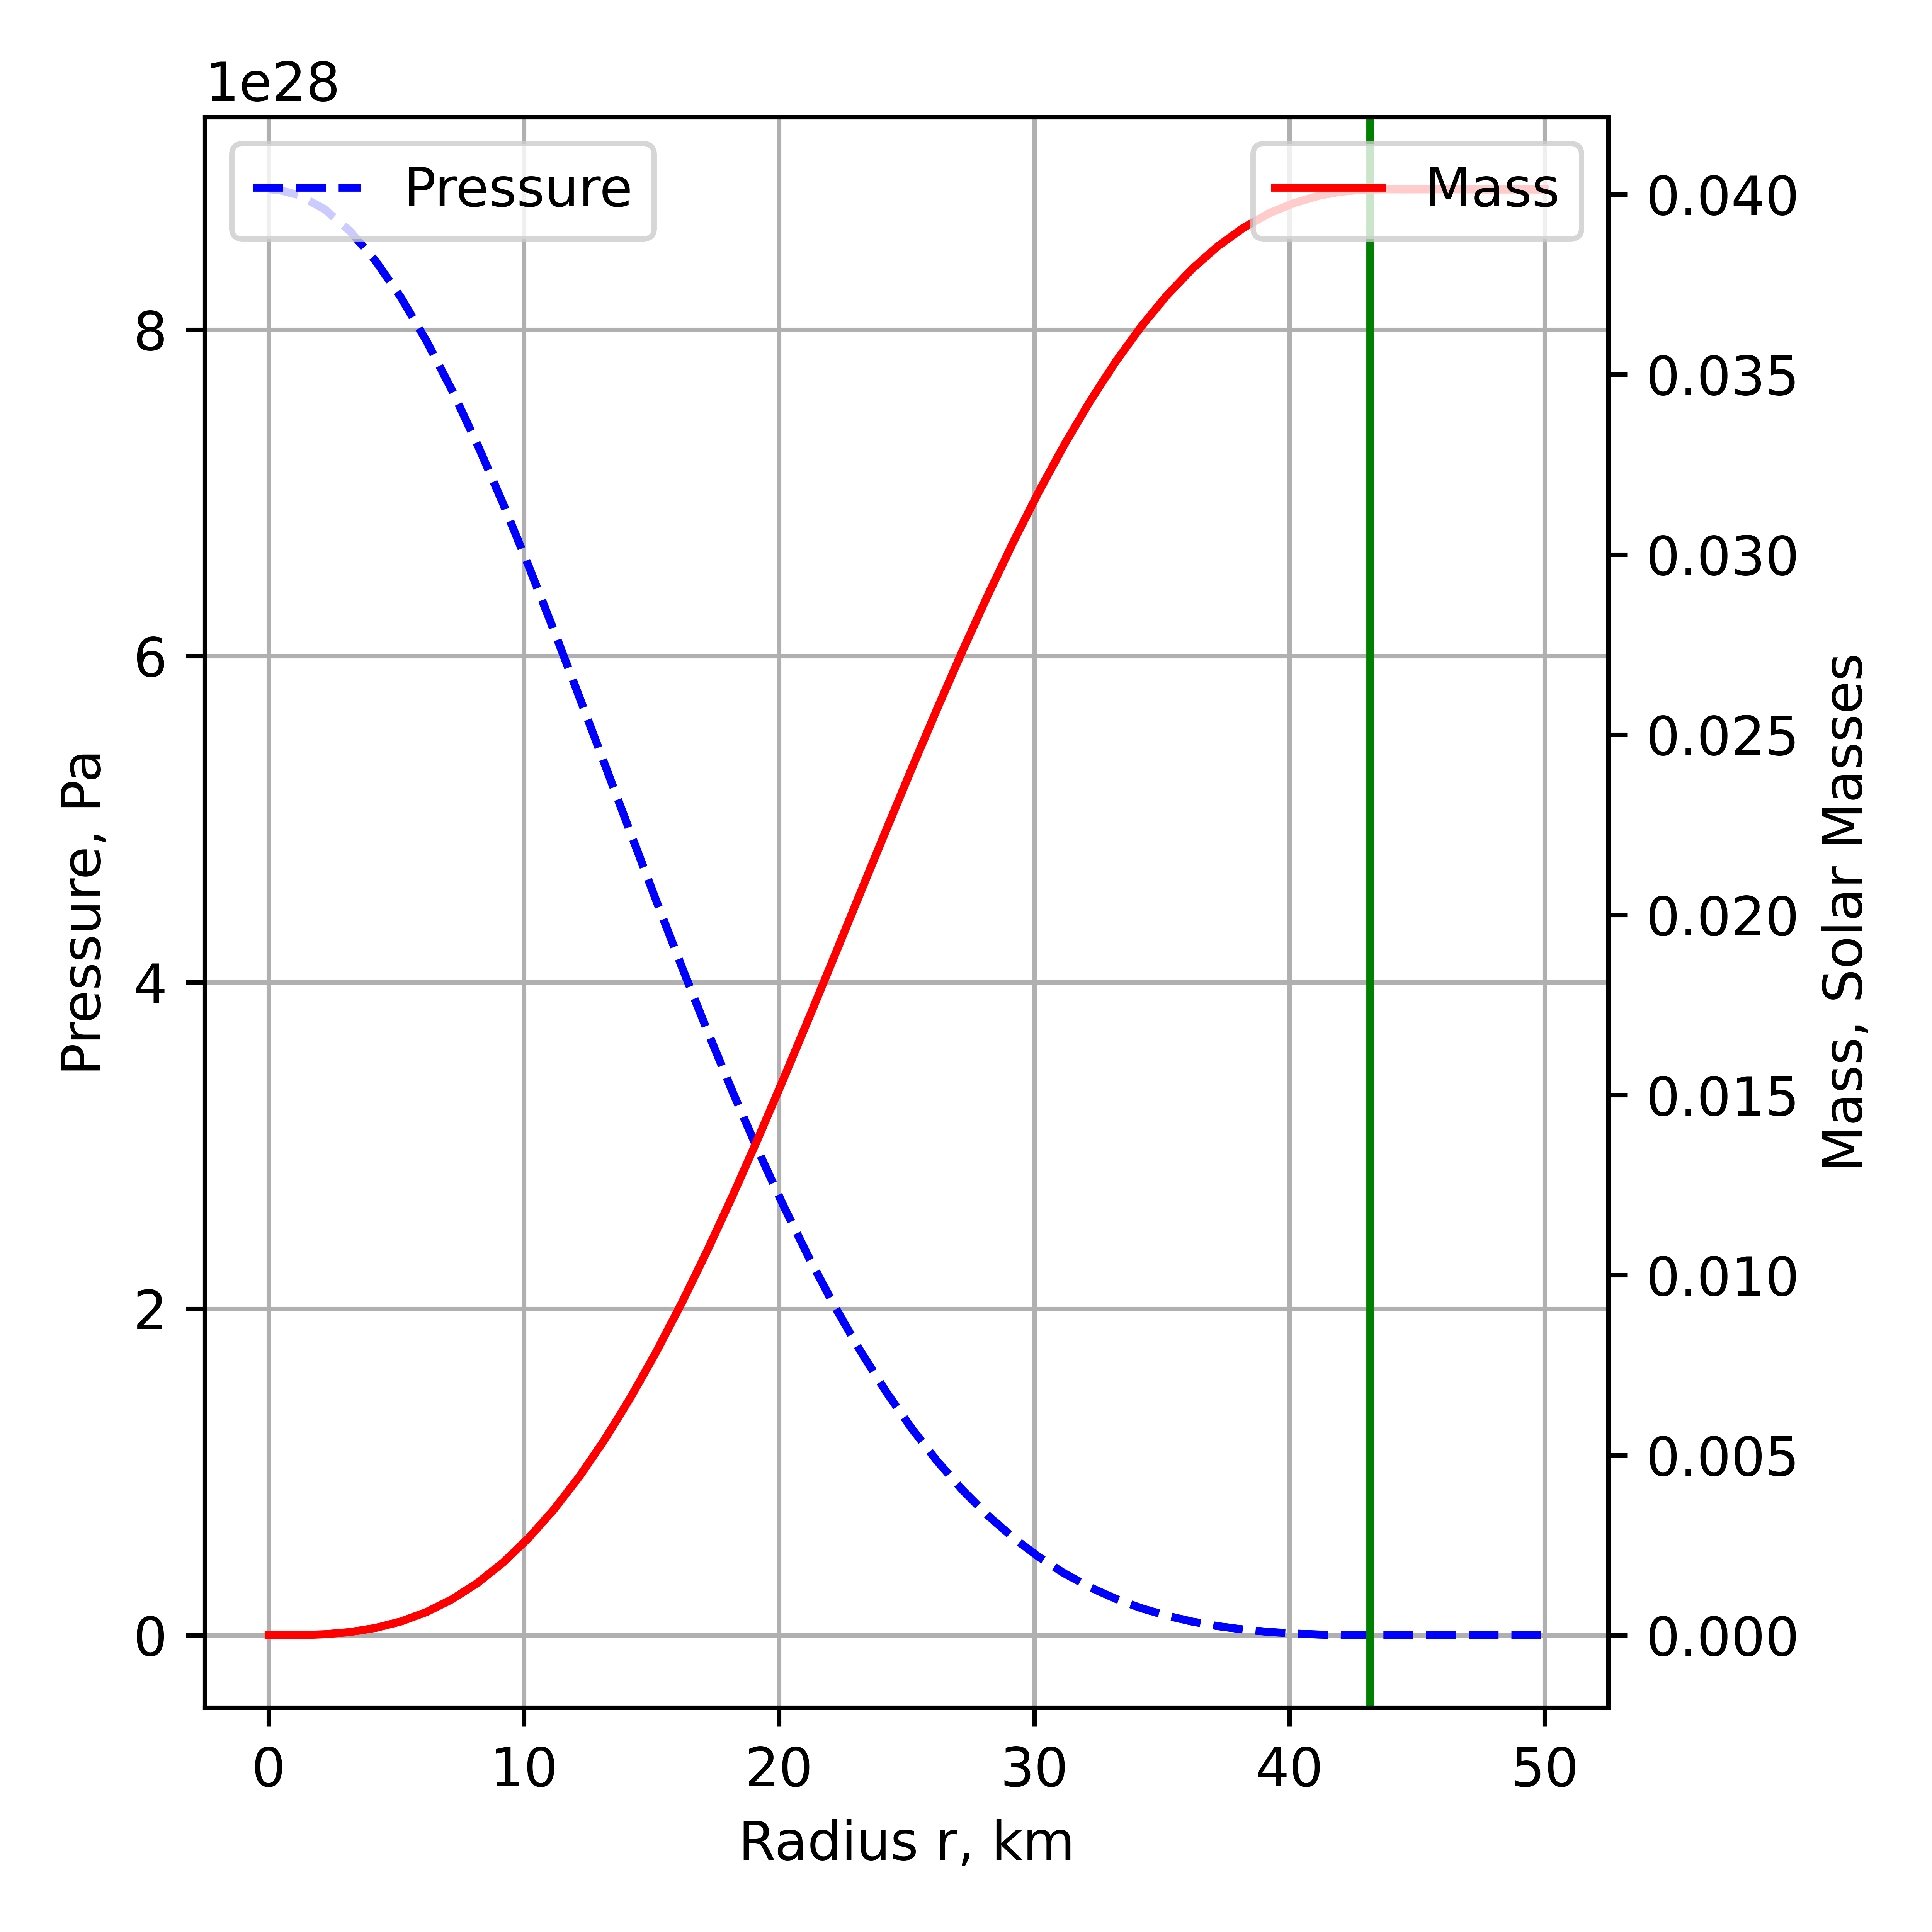 1e28
Pressure
Mass
8
6
4
2
0
Pressure, Pa
0.040
0.035
0.030
0.025
0.020
0.015
0.010
0.005
0.000
Mass, Solar Masses
0 10 20 30 40 50
Radius r, km